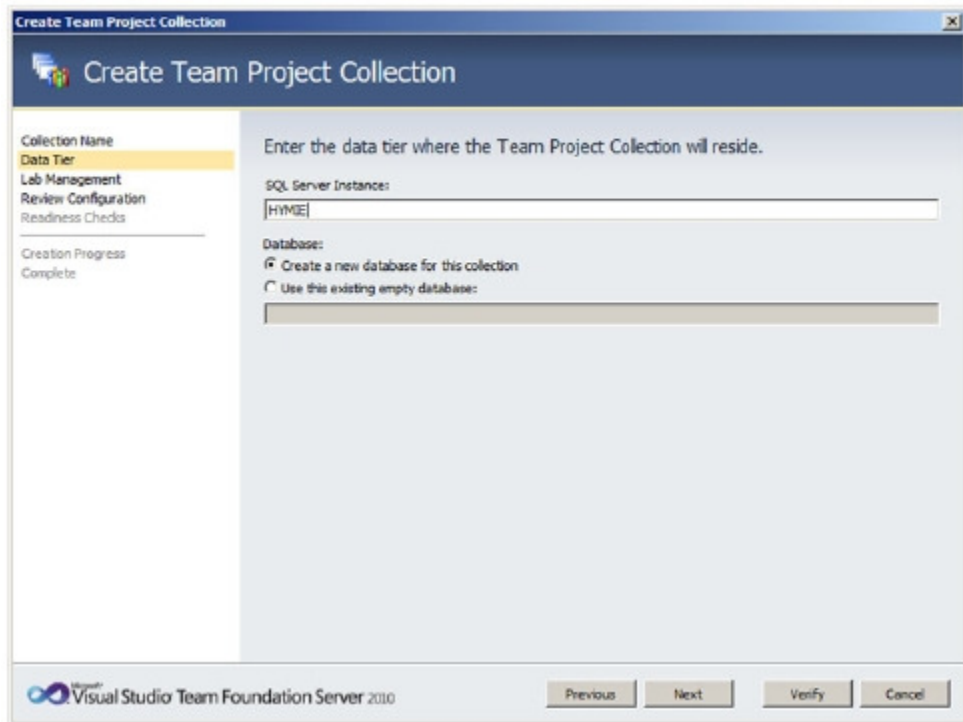 Create Team Project Collection
Create Team Project Collection
Collection Name
Data Tier
Lab Management
Review Configuration
Readiness Checks
Creation Progress
Complete
Enter the data tier where the Team Project Collection will reside.
SQL Server Instance:
HYMIE
Database:
Create a new database for this collection
Use this existing empty database:
Microsoft
Visual Studio Team Foundation Server 2010
Previous
Next
Verify
Cancel